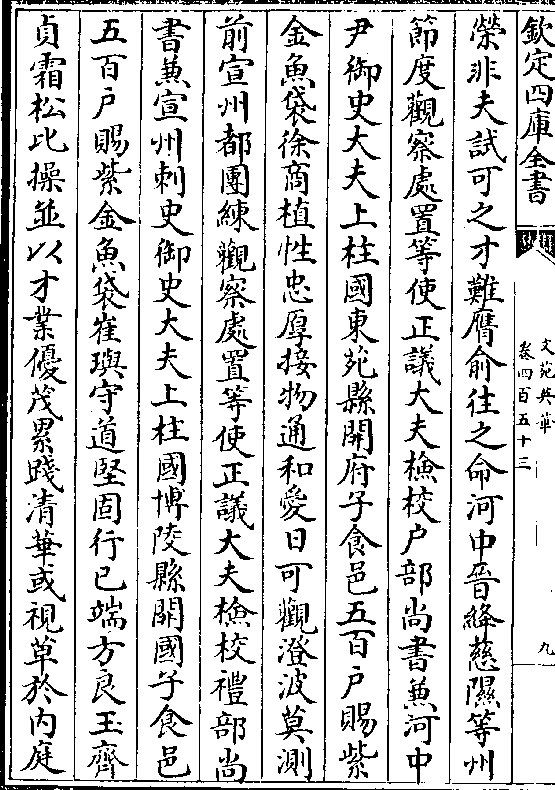 欽定四庫全書
文苑英華
卷四百五十三
九
榮非夫試可之才難膺俞往之命河中晉絳慈隰等州
節度觀察處置等使正議大夫檢校户部尚書兼河中
尹御史大夫上柱國東莞縣開府子食邑五百户賜紫
金魚袋徐商植性忠厚接物通和愛日可觀澄波莫測
前宣州都團練觀察處置等使正議大夫檢校禮部尚
書兼宣州刺史御史大夫上柱國博陵縣開國子食邑
五百户賜紫金魚袋崔璵守道堅固行已端方良玉齊
貞霜松比操並以才業優茂累踐清華或視草於内庭